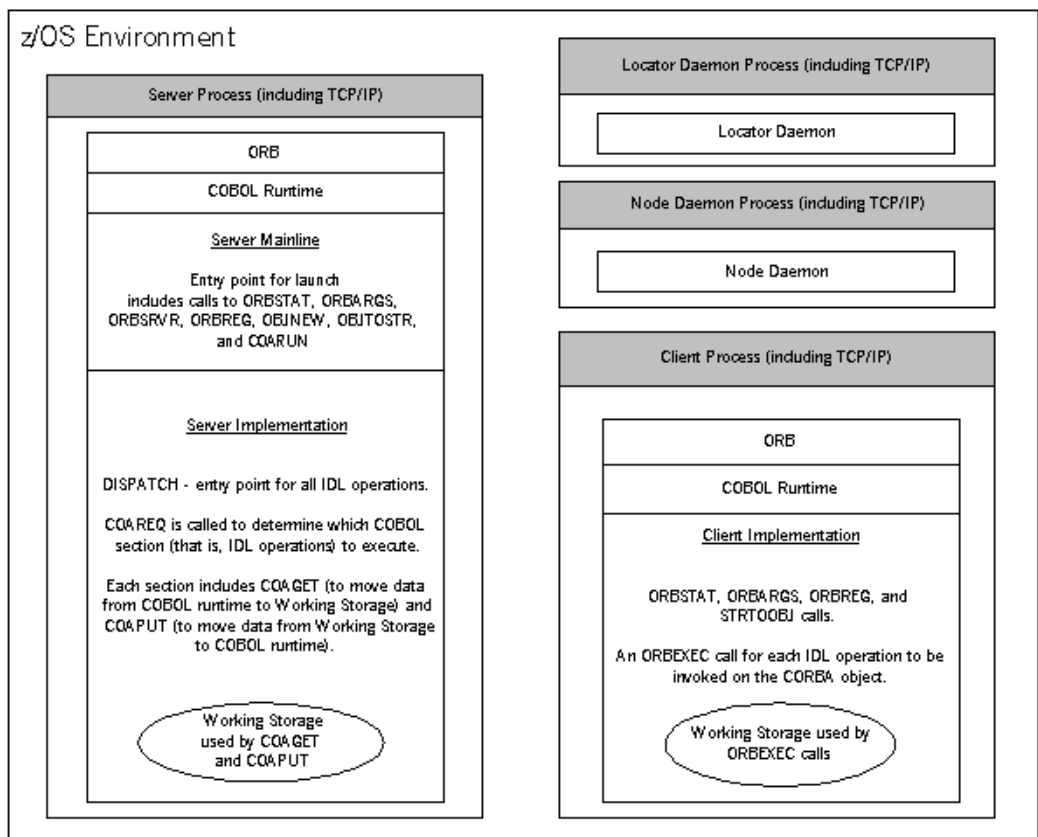 z/OS Environment
Server Process (including TCP/IP)
ORB
COBOL Runtime
Server Mainline
Entry point for launch
includes calls to ORBSTAT, ORBARGS,
ORBSRVR, ORBREG, OBJNEW, OBJTOSTR,
and COARUN
Server Implementation
DISPATCH - entry point for all IDL operations.
COAREQ is called to determine which COBOL
section (that is, IDL operations) to execute.
Each section includes COAGET (to move data
from COBOL runtime to Working Storage) and
COAPUT (to move data from Working Storage
to COBOL runtime).
Working Storage
used by COAGET
and COAPUT
Locator Daemon Process (including TCP/IP)
Locator Daemon
Node Daemon Process (including TCP/IP)
Node Daemon
Client Process (including TCP/IP)
ORB
COBOL Runtime
Client Implementation
ORBSTAT, ORBARGS, ORBREG, and
STRTOOBJ calls.
An ORBEXEC call for each IDL operation to be
invoked on the CORBA object.
Working Storage used by
ORBEXEC calls